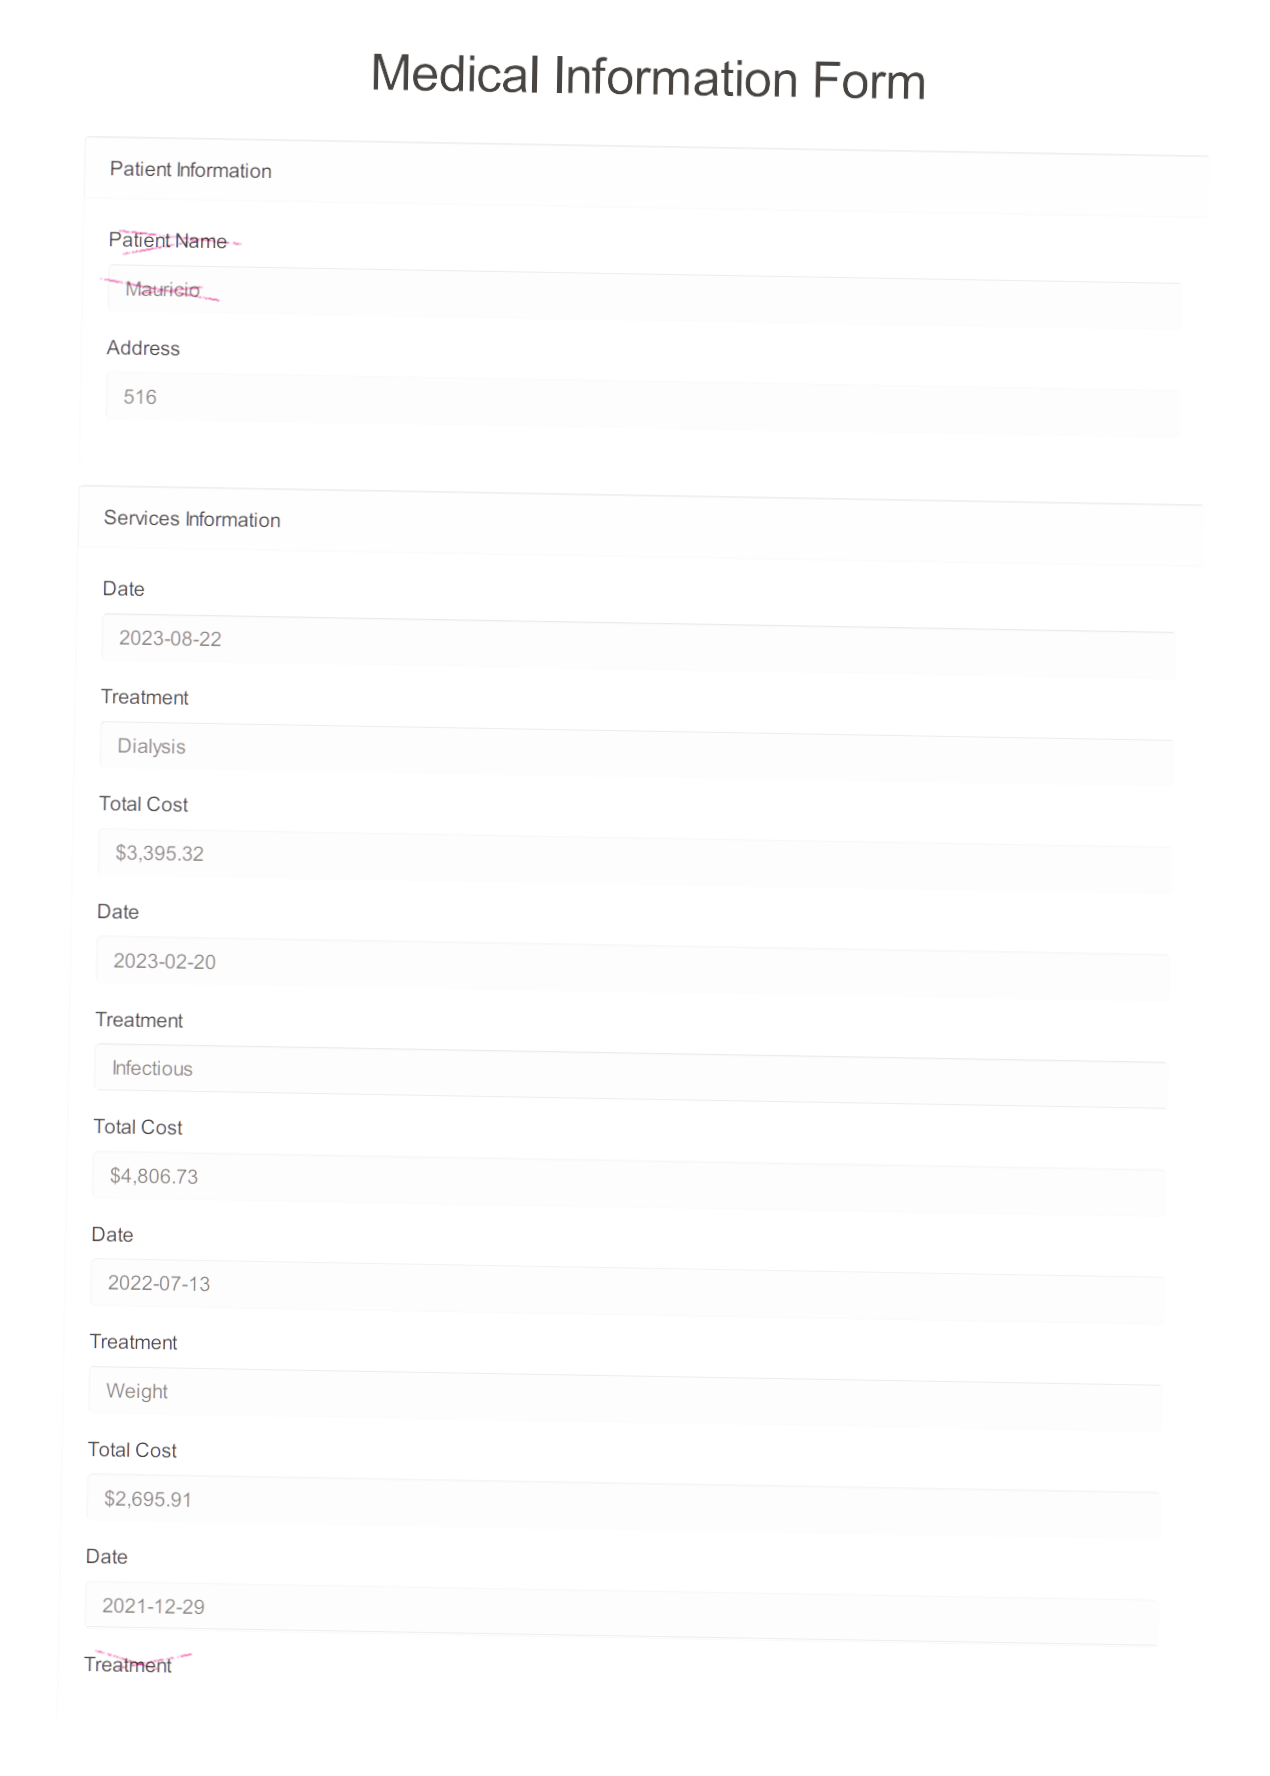 Medical Information Form
Patient Information
Patient Name
Mauricio
Address
516
Services Information
Date
2023-08-22
Treatment
Dialysis
Total Cost
$3,395.32
Date
2023-02-20
Treatment
Infectious
Total Cost
$4,806.73
Date
2022-07-13
Treatment
Weight
Total Cost
$2,695.91
Date
2021-12-29
Treatment